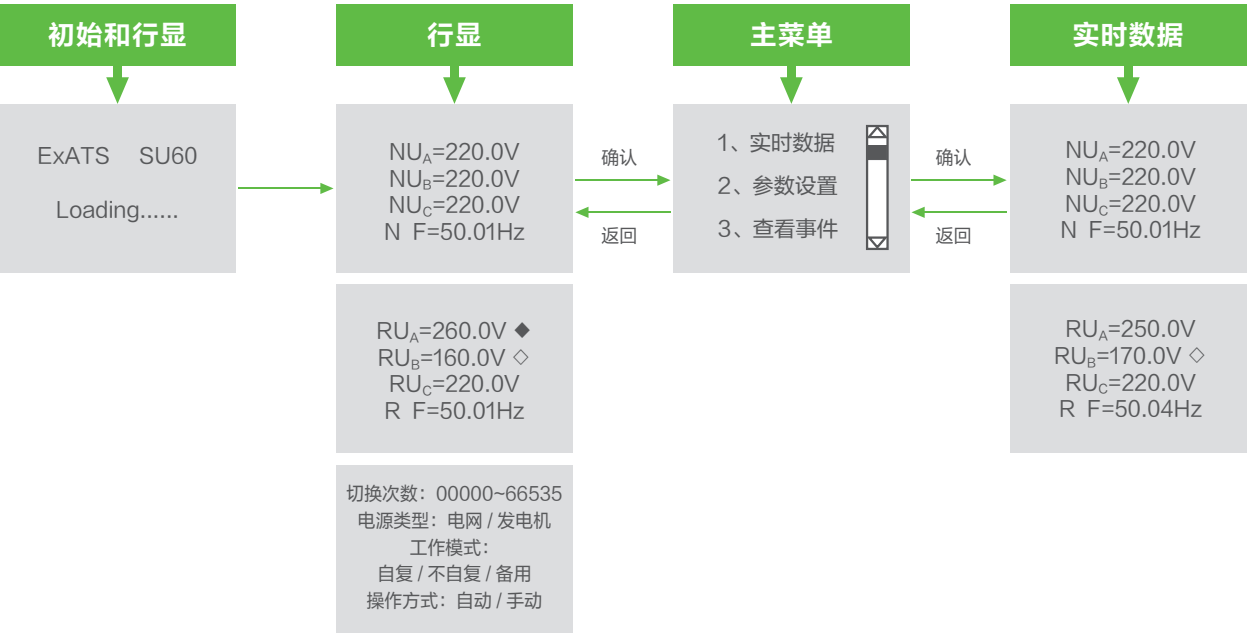 初始和行显
行显
主菜单
实时数据
ExATS SU60
Loading......
NUA=220.0V
NUB=220.0V
NUC=220.0V
N F=50.01Hz
确认
返回
1、实时数据
2、参数设置
3、查看事件
确认
返回
NUA=220.0V
NUB=220.0V
NUC=220.0V
N F=50.01Hz
RUA=260.0V ◆
RUB=160.0V ◇
RUC=220.0V
R F=50.01Hz
RUA=250.0V
RUB=170.0V ◇
RUC=220.0V
R F=50.04Hz
切换次数：00000~66535
电源类型：电网 / 发电机
工作模式：
自复 / 不自复 / 备用
操作方式：自动 / 手动